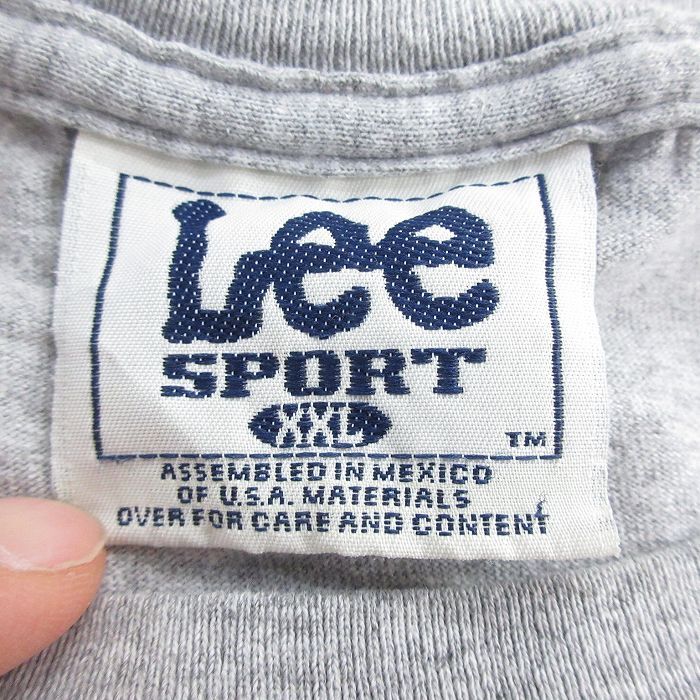 Lee
SPORT
XXL
TM
ASSEMBLED IN MEXICO
OF U.S.A. MATERIALS
OVER FOR CARE AND CONTENT